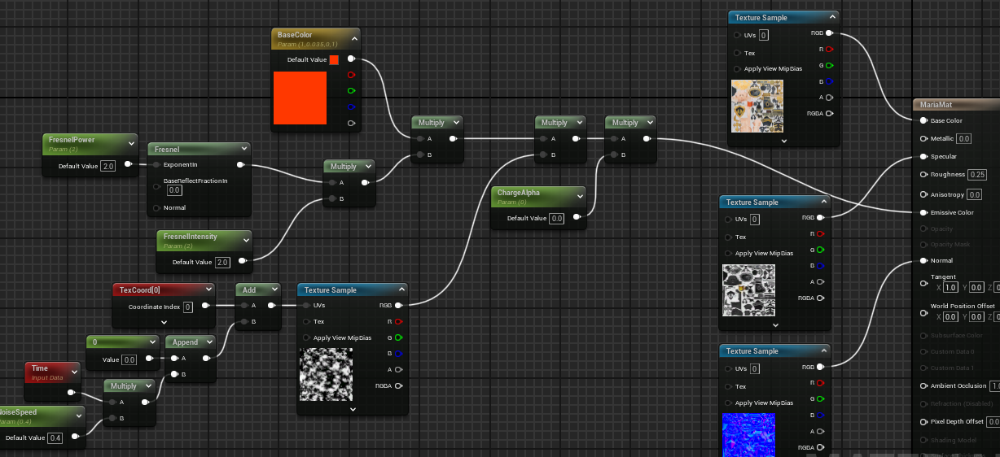 BaseColor
Param (1,0.035,0,1)
Default Value
FresnelPower
Param (2)
Default Value 2.0
Fresnel
ExponentIn
BaseReflectFractionIn
0.0
Normal
FresnelIntensity
Param (2)
Default Value 2.0
Multiply
A
B
Multiply
A
B
Multiply
A
B
Multiply
A
B
ChargeAlpha
Param (0)
Default Value 0.0
TexCoord[0]
Coordinate Index 0
Add
A
B
0
Value 0.0
Append
A
B
Time
Input Data
Multiply
A
B
NoiseSpeed
Param (0.4)
Default Value 0.4
Texture Sample
UVs RGB
Tex R
G
Apply View MipBias
B
A
RGBA
Texture Sample
UVs 0 RGB
Tex R
Apply View MipBias G
B
A
RGBA
Texture Sample
UVs 0 RGB
Tex R
Apply View MipBias G
B
A
RGBA
Texture Sample
UVs 0 RGB
Tex R
Apply View MipBias G
B
A
RGBA
MariaMat
Base Color
Metallic 0.0
Specular
Roughness 0.25
Anisotropy 0.0
Emissive Color
Opacity
Opacity Mask
Normal
Tangent
X 1.0 Y 0.0 Z
World Position Offset
X 0.0 Y 0.0 Z
Subsurface Color
Custom Data 0
Custom Data 1
Ambient Occlusion 1.
Refraction (Disabled)
Pixel Depth Offset 0.0
Shading Model